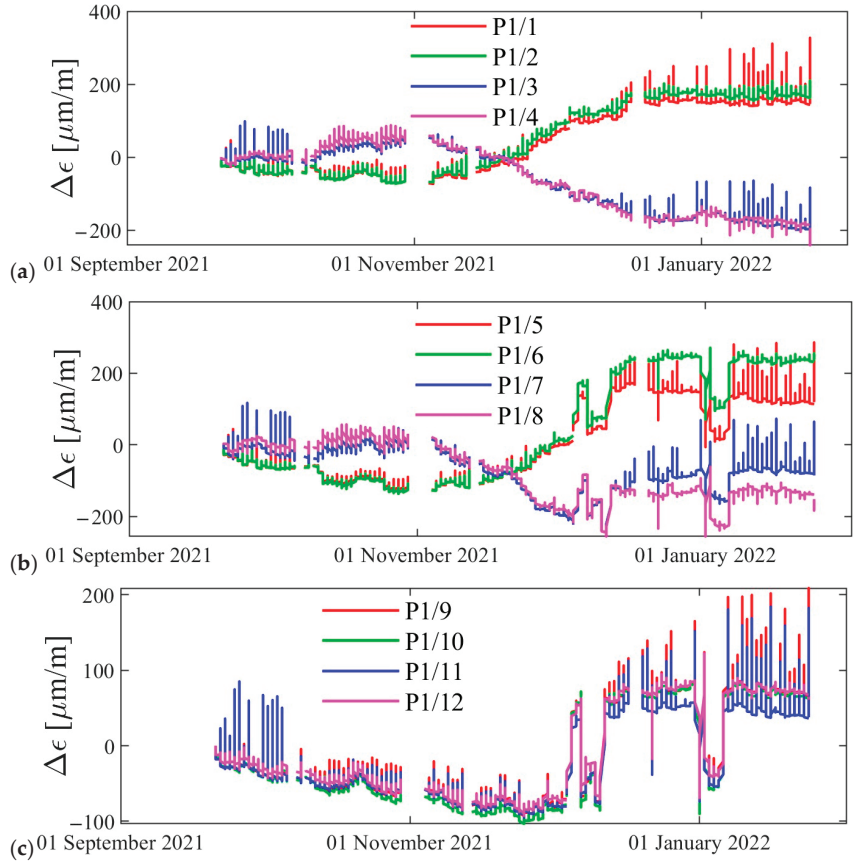 400
P1/1
P1/2
200
P1/3
P1/4
0
−200
Δϵ [μm/m]
01 September 2021
01 November 2021
01 January 2022
(a)
400
P1/5
P1/6
200
P1/7
P1/8
0
−200
Δϵ [μm/m]
01 September 2021
01 November 2021
01 January 2022
(b)
200
P1/9
P1/10
100
P1/11
P1/12
0
−100
Δϵ [μm/m]
01 September 2021
01 November 2021
01 January 2022
(c)